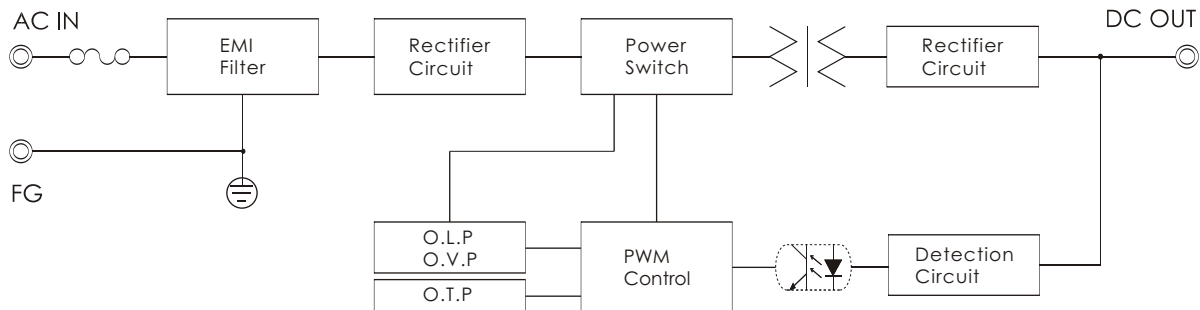 AC IN
DC OUT
EMI
Filter
Rectifier
Circuit
Power
Switch
Rectifier
Circuit
FG
O.L.P
O.V.P
O.T.P
PWM
Control
Detection
Circuit